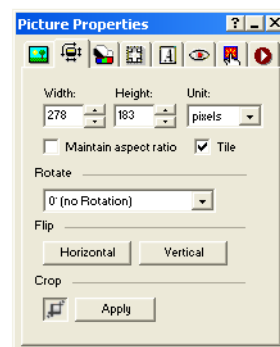 Picture Properties
Width: Height: Unit:
278 183 pixels
Maintain aspect ratio Tile
Rotate
0° (no Rotation)
Flip
Horizontal Vertical
Crop
Apply